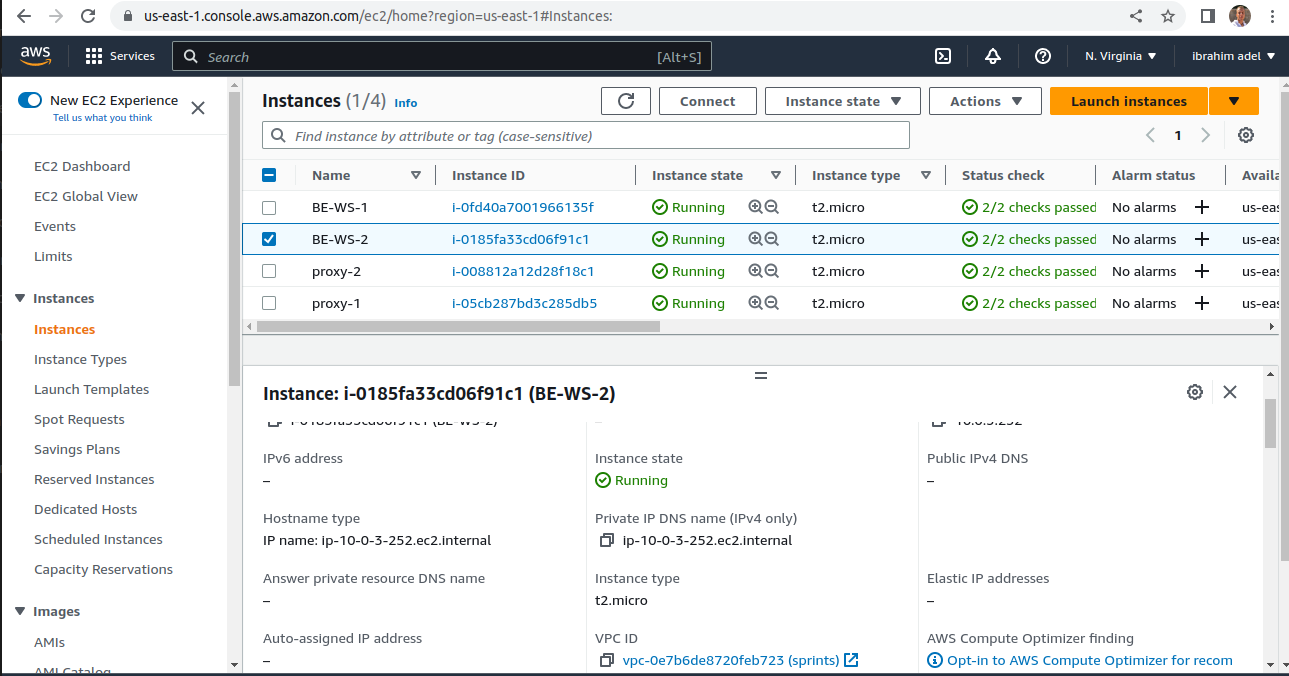 us-east-1.console.aws.amazon.com/ec2/home?region=us-east-1#Instances:
aws
Services
Search
[Alt+S]
N. Virginia
ibrahim adel
New EC2 Experience
Tell us what you think
EC2 Dashboard
EC2 Global View
Events
Limits
Instances
Instances
Instance Types
Launch Templates
Spot Requests
Savings Plans
Reserved Instances
Dedicated Hosts
Scheduled Instances
Capacity Reservations
Images
AMIs
AMI Catalog
Instances (1/4) Info
Connect
Instance state
Actions
Launch instances
Find instance by attribute or tag (case-sensitive)
1
Name Instance ID Instance state Instance type Status check Alarm status Availa
BE-WS-1 i-0fd40a7001966135f Running t2.micro 2/2 checks passed No alarms us-eas
BE-WS-2 i-0185fa33cd06f91c1 Running t2.micro 2/2 checks passed No alarms us-eas
proxy-2 i-008812a12d28f18c1 Running t2.micro 2/2 checks passed No alarms us-eas
proxy-1 i-05cb287bd3c285db5 Running t2.micro 2/2 checks passed No alarms us-eas
Instance: i-0185fa33cd06f91c1 (BE-WS-2)
i-0185fa33cd06f91c1 (BE-WS-2)
–
10.0.3.252
IPv6 address
–
Instance state
Running
Public IPv4 DNS
–
Hostname type
IP name: ip-10-0-3-252.ec2.internal
Private IP DNS name (IPv4 only)
ip-10-0-3-252.ec2.internal
Answer private resource DNS name
–
Instance type
t2.micro
Elastic IP addresses
–
Auto-assigned IP address
–
VPC ID
vpc-0e7b6de8720feb723 (sprints)
AWS Compute Optimizer finding
Opt-in to AWS Compute Optimizer for recom